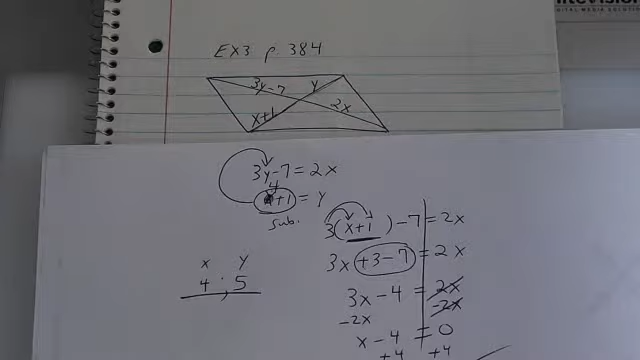 EX3 p. 384
3y-7 y
x+1 2x
3y-7=2x
4
x+1 = y
sub.
3(x+1)-7=2x
3x+3-7=2x
3x-4=2x
-2x -2x
x-4=0
+4 +4
x y
4, 5